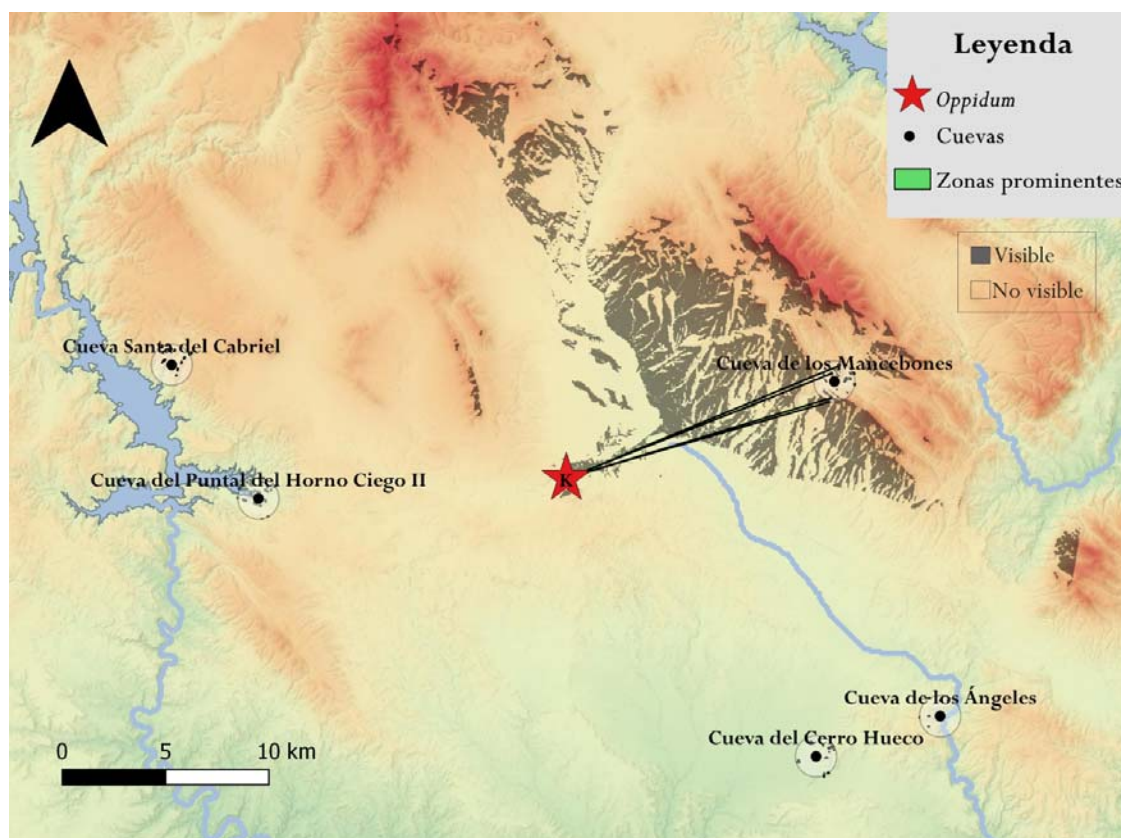 Leyenda
Oppidum
Cuevas
Zonas prominentes
Visible
No visible
Cueva Santa del Cabriel
Cueva de los Mancebones
Cueva del Puntal del Horno Ciego II
K
Cueva de los Ángeles
Cueva del Cerro Hueco
0 5 10 km